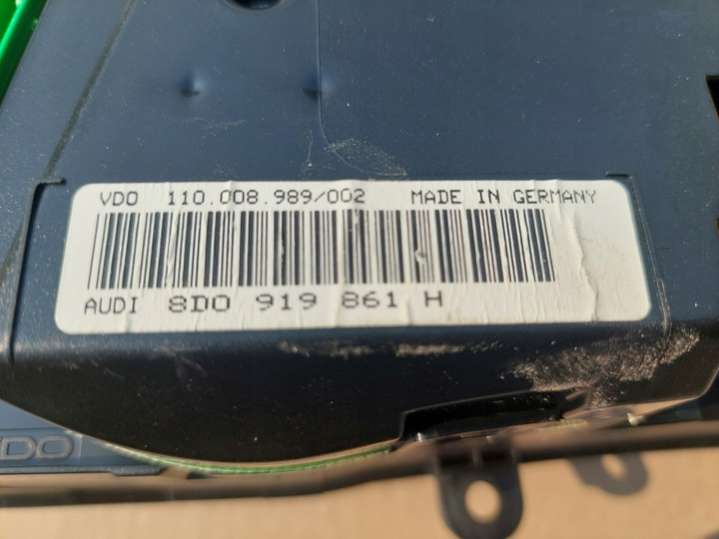 VDO 110.008.989/002 MADE IN GERMANY
AUDI 8D0 919 861 H
VDO